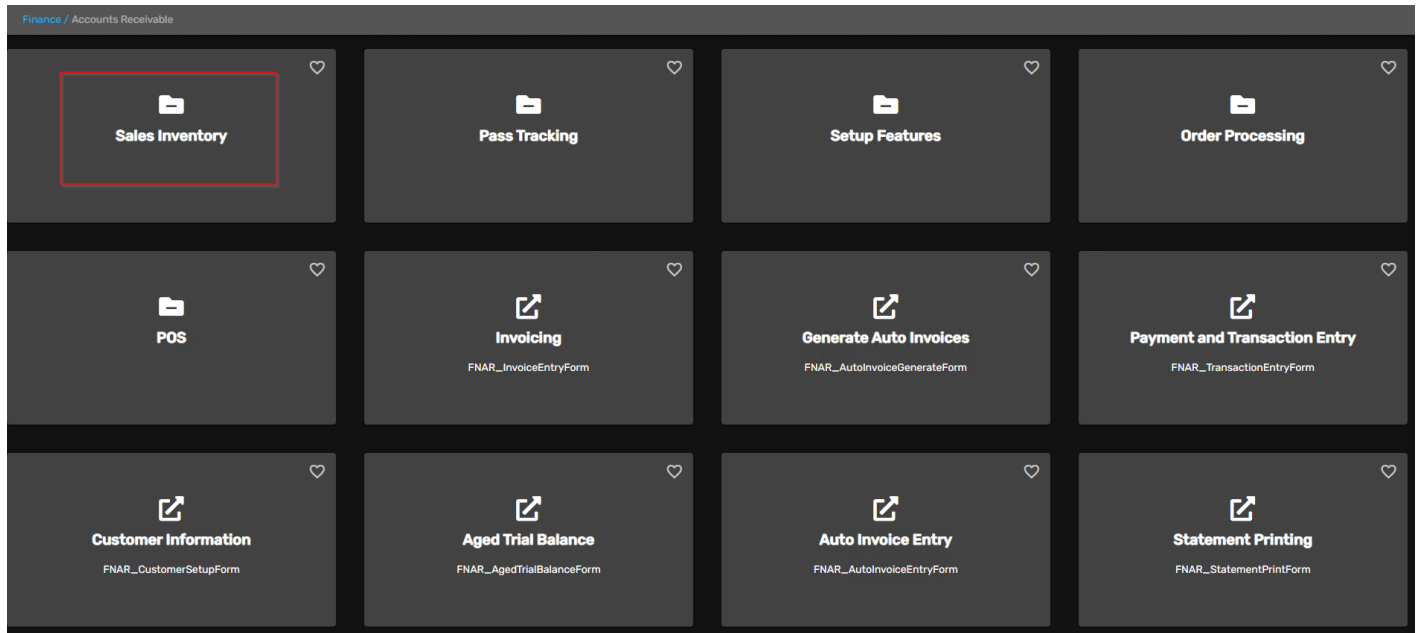 Finance / Accounts Receivable
Sales Inventory
Pass Tracking
Setup Features
Order Processing
POS
Invoicing
FNAR_InvoiceEntryForm
Generate Auto Invoices
FNAR_AutoInvoiceGenerateForm
Payment and Transaction Entry
FNAR_TransactionEntryForm
Customer Information
FNAR_CustomerSetupForm
Aged Trial Balance
FNAR_AgedTrialBalanceForm
Auto Invoice Entry
FNAR_AutoInvoiceEntryForm
Statement Printing
FNAR_StatementPrintForm